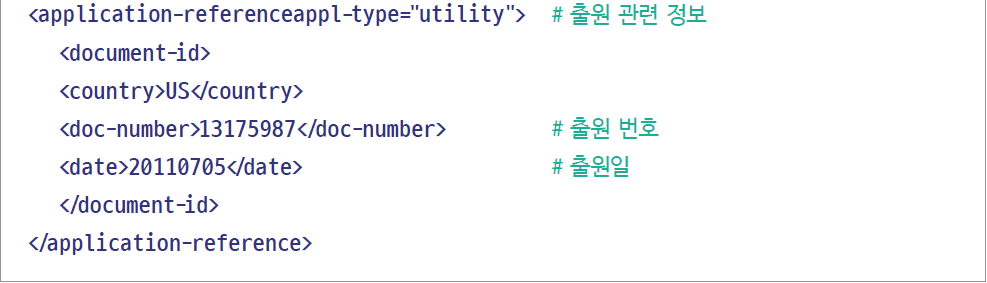 <application-referenceappl-type="utility"> # 출원 관련 정보
<document-id>
<country>US</country>
<doc-number>13175987</doc-number> # 출원 번호
<date>20110705</date> # 출원일
</document-id>
</application-reference>